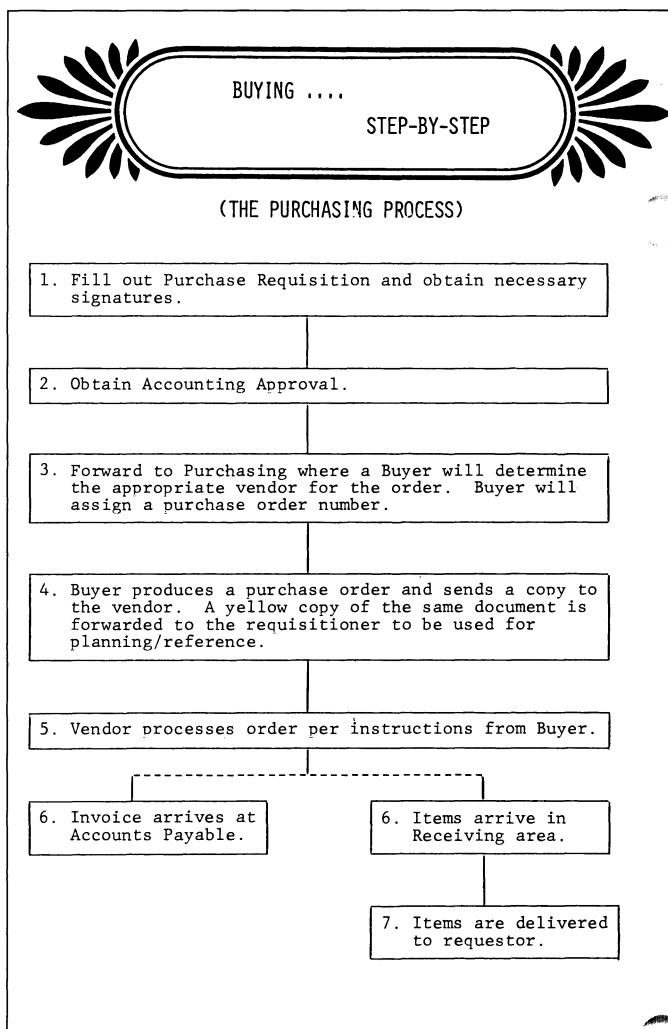 BUYING ....
STEP-BY-STEP
(THE PURCHASING PROCESS)
1. Fill out Purchase Requisition and obtain necessary
signatures.
2. Obtain Accounting Approval.
3. Forward to Purchasing where a Buyer will determine
the appropriate vendor for the order. Buyer will
assign a purchase order number.
4. Buyer produces a purchase order and sends a copy to
the vendor. A yellow copy of the same document is
forwarded to the requisitioner to be used for
planning/reference.
5. Vendor processes order per instructions from Buyer.
6. Invoice arrives at
Accounts Payable.
6. Items arrive in
Receiving area.
7. Items are delivered
to requestor.